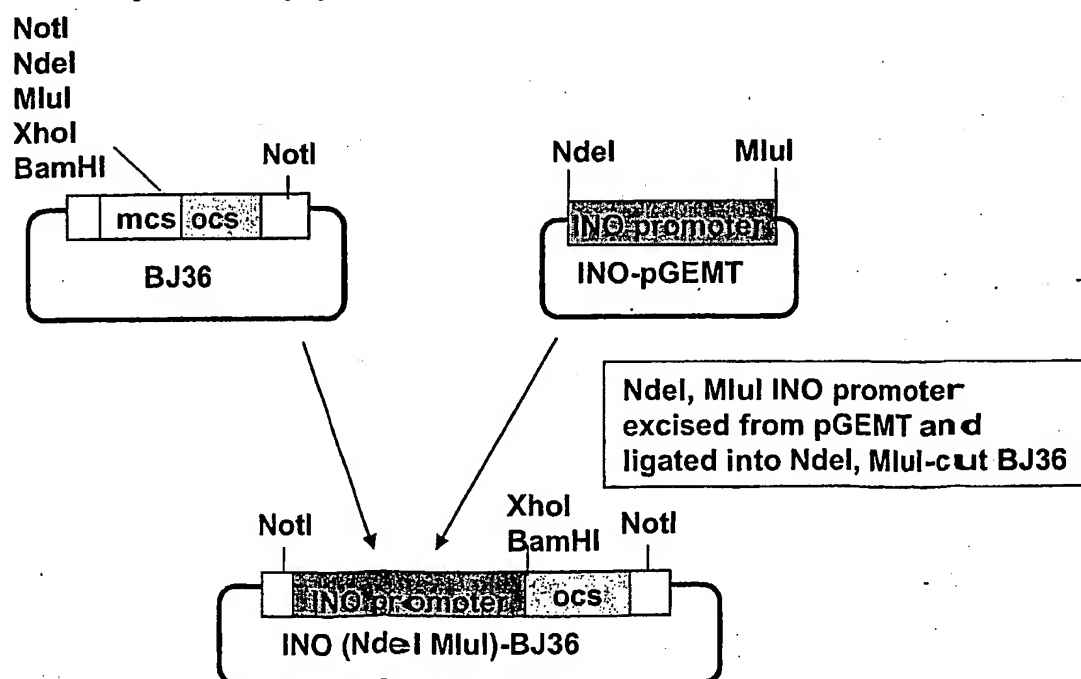 NotI
NdeI
MluI
XhoI
BamHI
NotI
mcs ocs
BJ36
NdeI MluI
INO promoter
INO-pGEMT
NdeI, MluI INO promoter
excised from pGEMT and
ligated into NdeI, MluI-cut BJ36
NotI
XhoI
BamHI
NotI
INO promoter ocs
INO (NdeI MluI)-BJ36